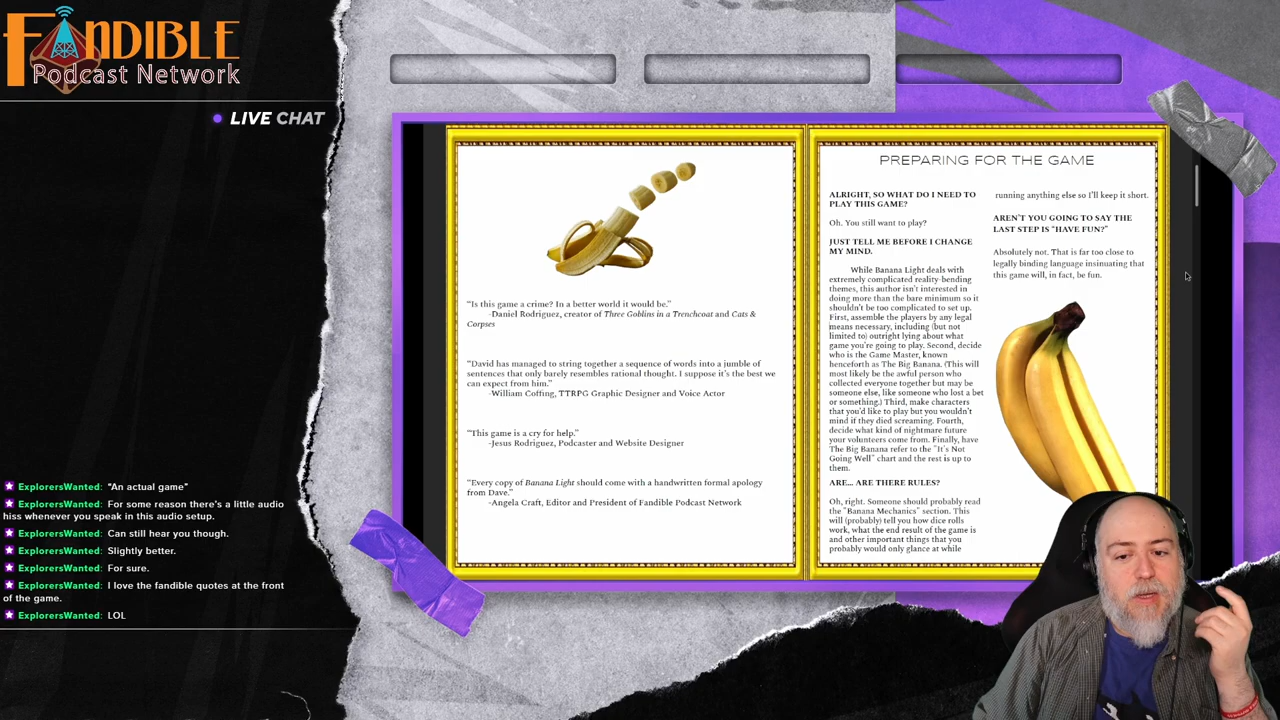 FANDIBLE
Podcast Network
LIVE CHAT
ExplorersWanted: "An actual game"
ExplorersWanted: For some reason there's a little audio
hiss whenever you speak in this audio setup.
ExplorersWanted: Can still hear you though.
ExplorersWanted: Slightly better.
ExplorersWanted: For sure.
ExplorersWanted: I love the fandible quotes at the front
of the game.
ExplorersWanted: LOL
"Is this game a crime? In a better world it would be."
-Daniel Rodriguez, creator of Three Goblins in a Trenchcoat and Cats &
Corpses
"David has managed to string together a sequence of words into a jumble of
sentences that only barely resembles rational thought. I suppose it's the best we
can expect from him."
-William Coffing, TTRPG Graphic Designer and Voice Actor
"This game is a cry for help."
-Jesus Rodriguez, Podcaster and Website Designer
"Every copy of Banana Light should come with a handwritten formal apology
from Dave."
-Angela Craft, Editor and President of Fandible Podcast Network
PREPARING FOR THE GAME
ALRIGHT, SO WHAT DO I NEED TO
PLAY THIS GAME?
Oh. You still want to play?
JUST TELL ME BEFORE I CHANGE
MY MIND.
While Banana Light deals with
extremely complicated reality-bending
themes, this author isn't interested in
doing more than the bare minimum so it
shouldn't be too complicated to set up.
First, assemble the players by any legal
means necessary, including (but not
limited to) outright lying about what
game you're going to play. Second, decide
who is the Game Master, known
henceforth as The Big Banana. (This will
most likely be the awful person who
collected everyone together but may be
someone else, like someone who lost a bet
or something.) Third, make characters
that you'd like to play but you wouldn't
mind if they died screaming. Fourth,
decide what kind of nightmare future
your volunteers come from. Finally, have
The Big Banana refer to the "It's Not
Going Well" chart and the rest is up to
them.
ARE... ARE THERE RULES?
Oh, right. Someone should probably read
the "Banana Mechanics" section. This
will (probably) tell you how dice rolls
work, what the end result of the game is
and other important things that you
probably would only glance at while
running anything else so I'll keep it short.
AREN'T YOU GOING TO SAY THE
LAST STEP IS "HAVE FUN?"
Absolutely not. That is far too close to
legally binding language insinuating that
this game will, in fact, be fun.